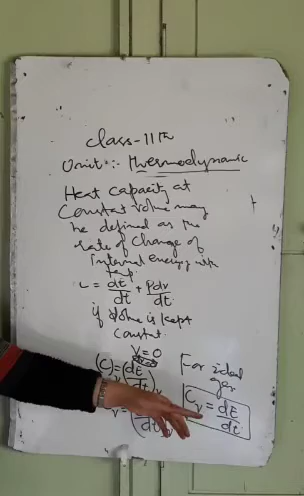 Class-11th
Unit:- Thermodynamic
Heat capacity at
Constant volume may
be defined as the
rate of change of
Internal energy with
temp.
C = dE/dt + Pdv/dt
if volume is kept
Constant.
V=0
(C)v = (dE/dt)v
For ideal
gas
Cv = dE/dt